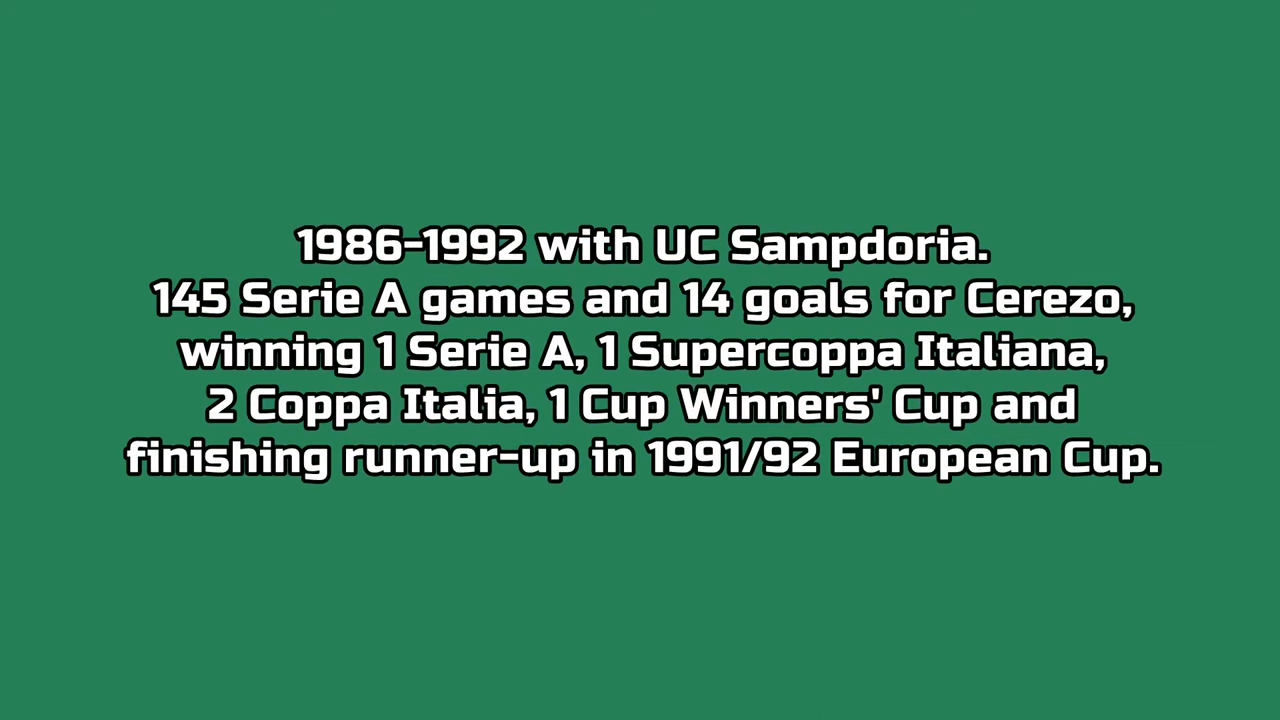 1986-1992 with UC Sampdoria.
145 Serie A games and 14 goals for Cerezo,
winning 1 Serie A, 1 Supercoppa Italiana,
2 Coppa Italia, 1 Cup Winners' Cup and
finishing runner-up in 1991/92 European Cup.